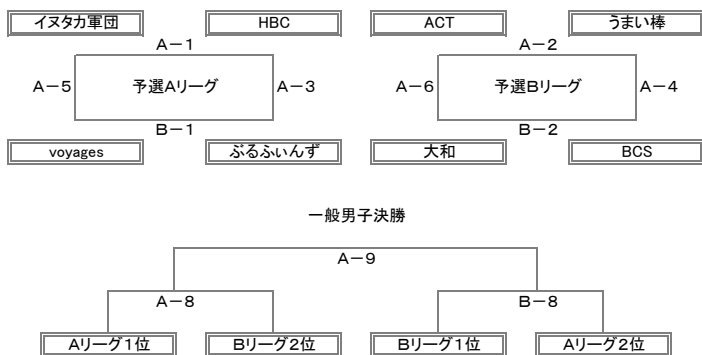 イヌタカ軍団 HBC ACT うまい棒
A－1 A－2
A－5 予選Aリーグ A－3 A－6 予選Bリーグ A－4
B－1 B－2
voyages ぶるふぃんず 大和 BCS
一般男子決勝
A－9
A－8 B－8
Aリーグ1位 Bリーグ2位 Bリーグ1位 Aリーグ2位